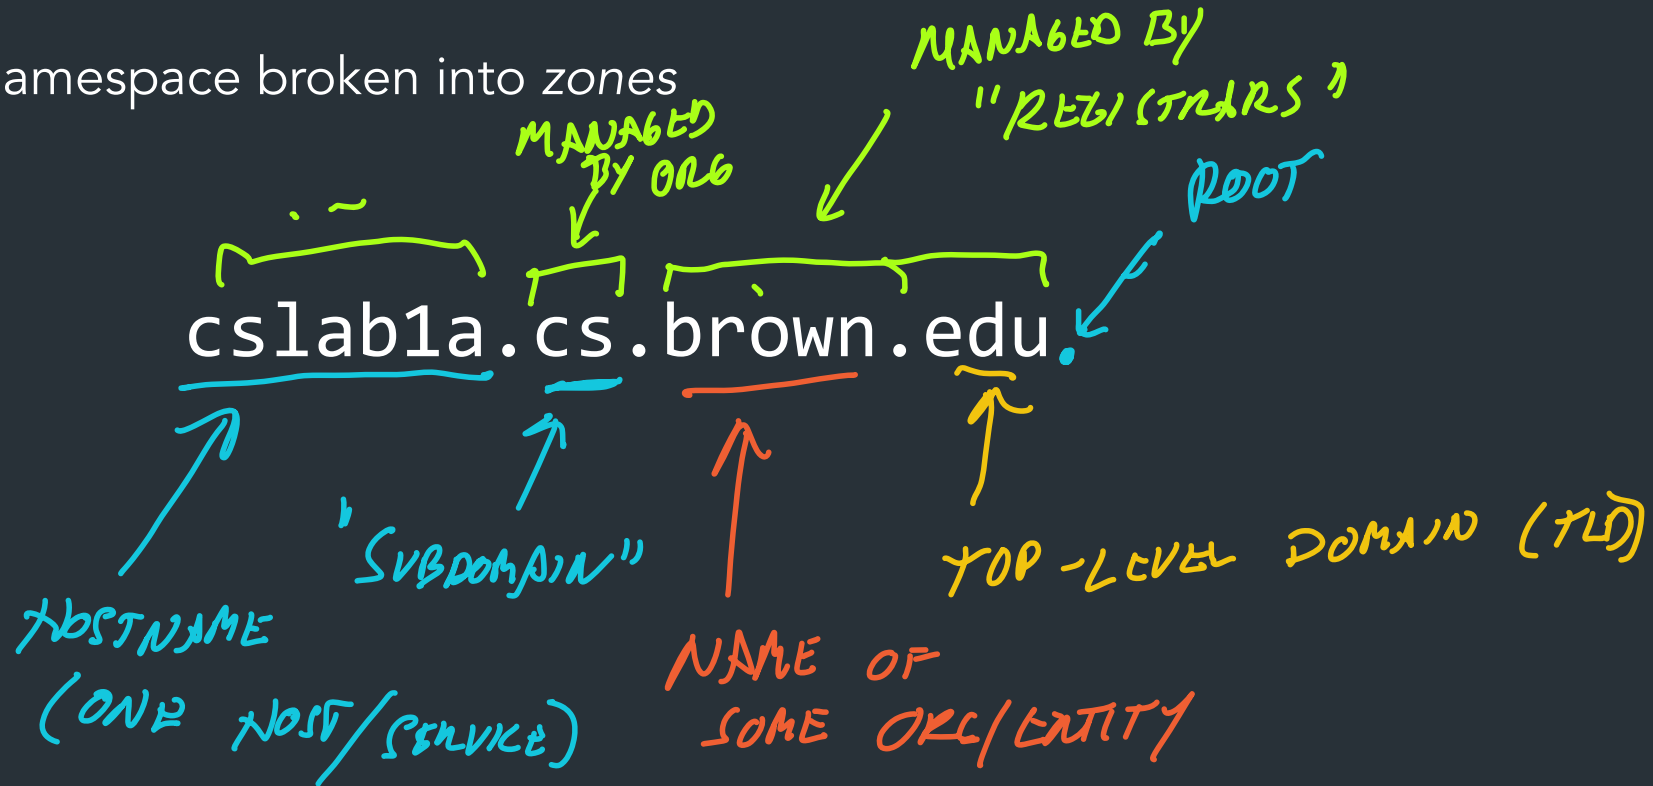 amespace broken into zones
MANAGED BY
"REGISTRARS"
MANAGED
BY ORG
ROOT
cslab1a.cs.brown.edu.
"SUBDOMAIN"
TOP-LEVEL DOMAIN (TLD)
HOSTNAME
(ONE HOST/SERVICE)
NAME OF
SOME ORG/ENTITY